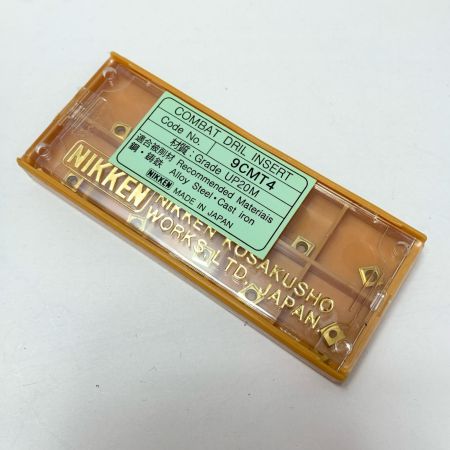 COMBAT DRIL INSERT
Code No. 9CMT4
材質: Grade UP20M
適合被削材 Recommended Materials
鋼・鋳鉄 Alloy Steel・Cast iron
NIKKEN MADE IN JAPAN
NIKKEN
NIKKEN KOSAKUSHO
WORKS. LTD. JAPAN.